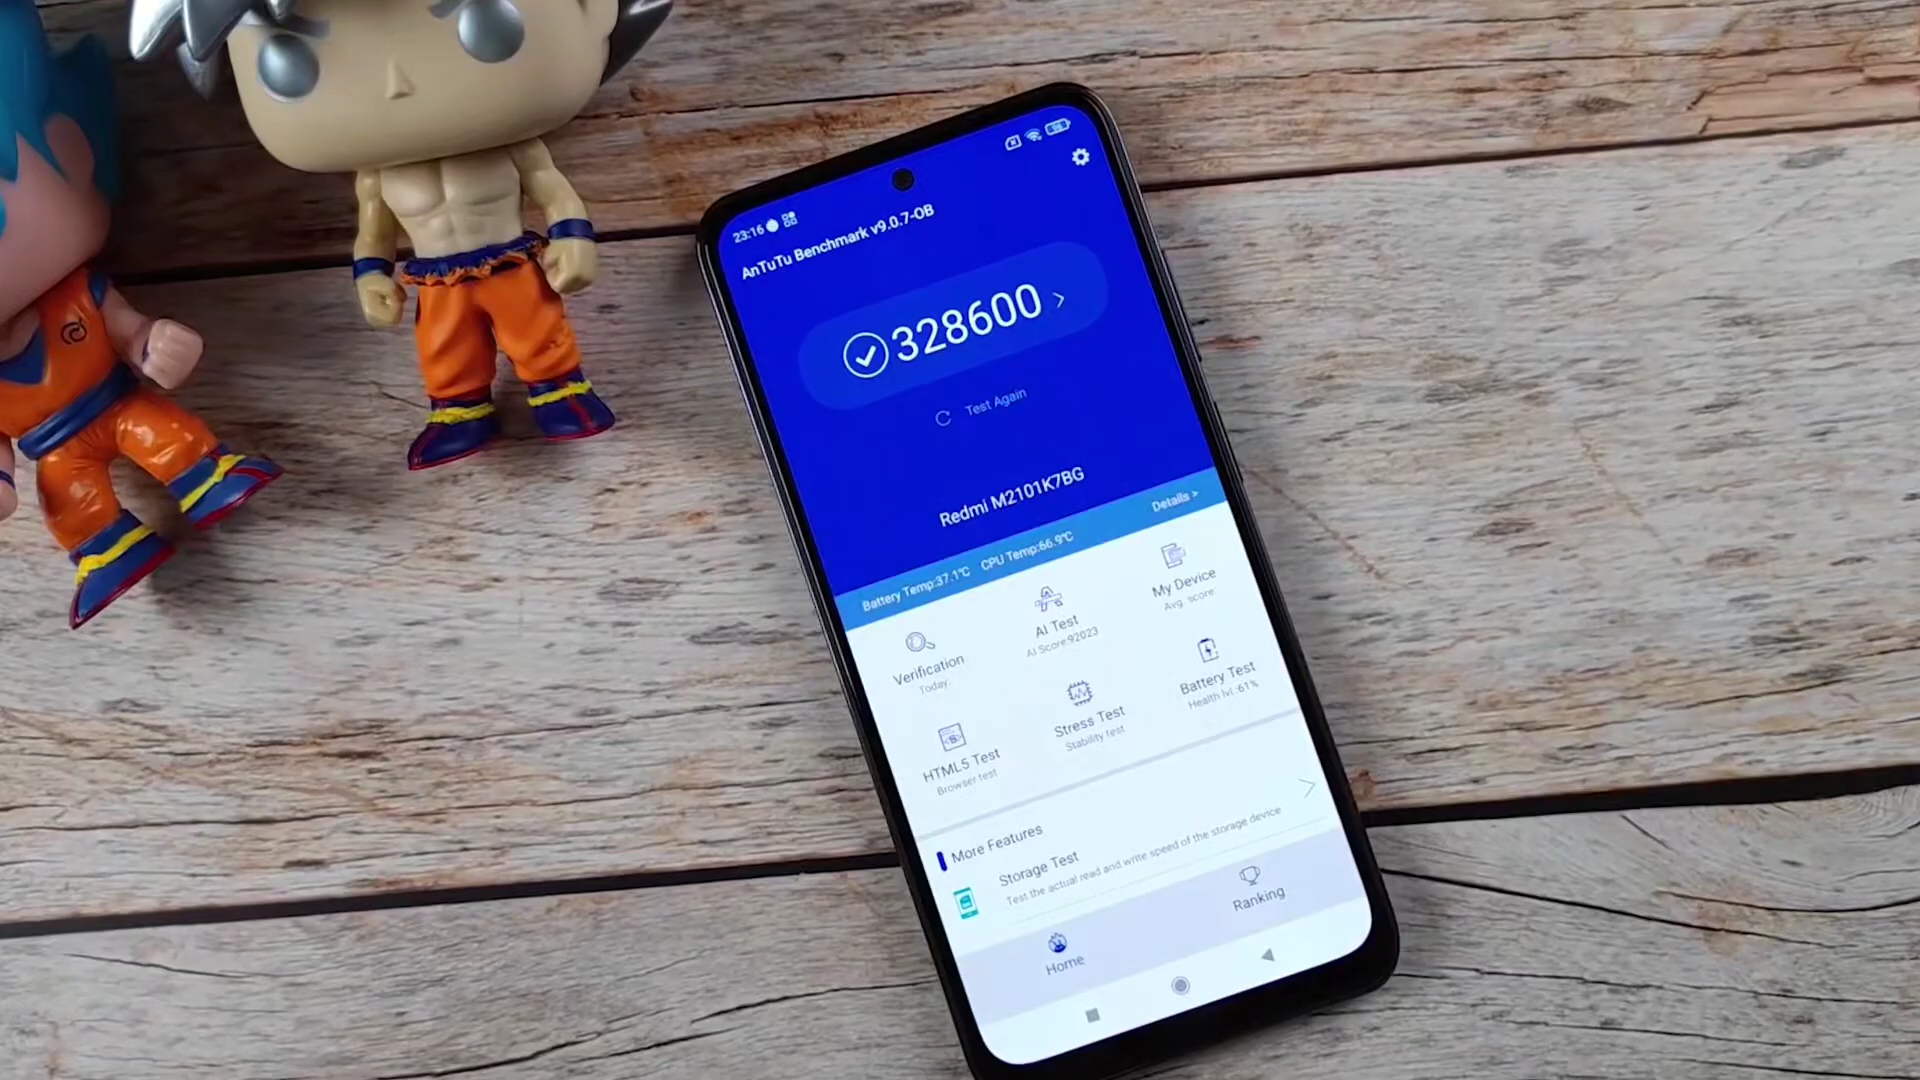 23:16
AnTuTu Benchmark v9.0.7-OB
328600
Test Again
Redmi M2101K7BG
Battery Temp:37.1℃ CPU Temp:66.9℃
Details >
Verification
Today:
AI Test
AI Score:92023
My Device
Avg. score:
HTML5 Test
Browser test
Stress Test
Stability test
Battery Test
Health lvl.:61%
More Features
Storage Test
Test the actual read and write speed of the storage device
Home
Ranking